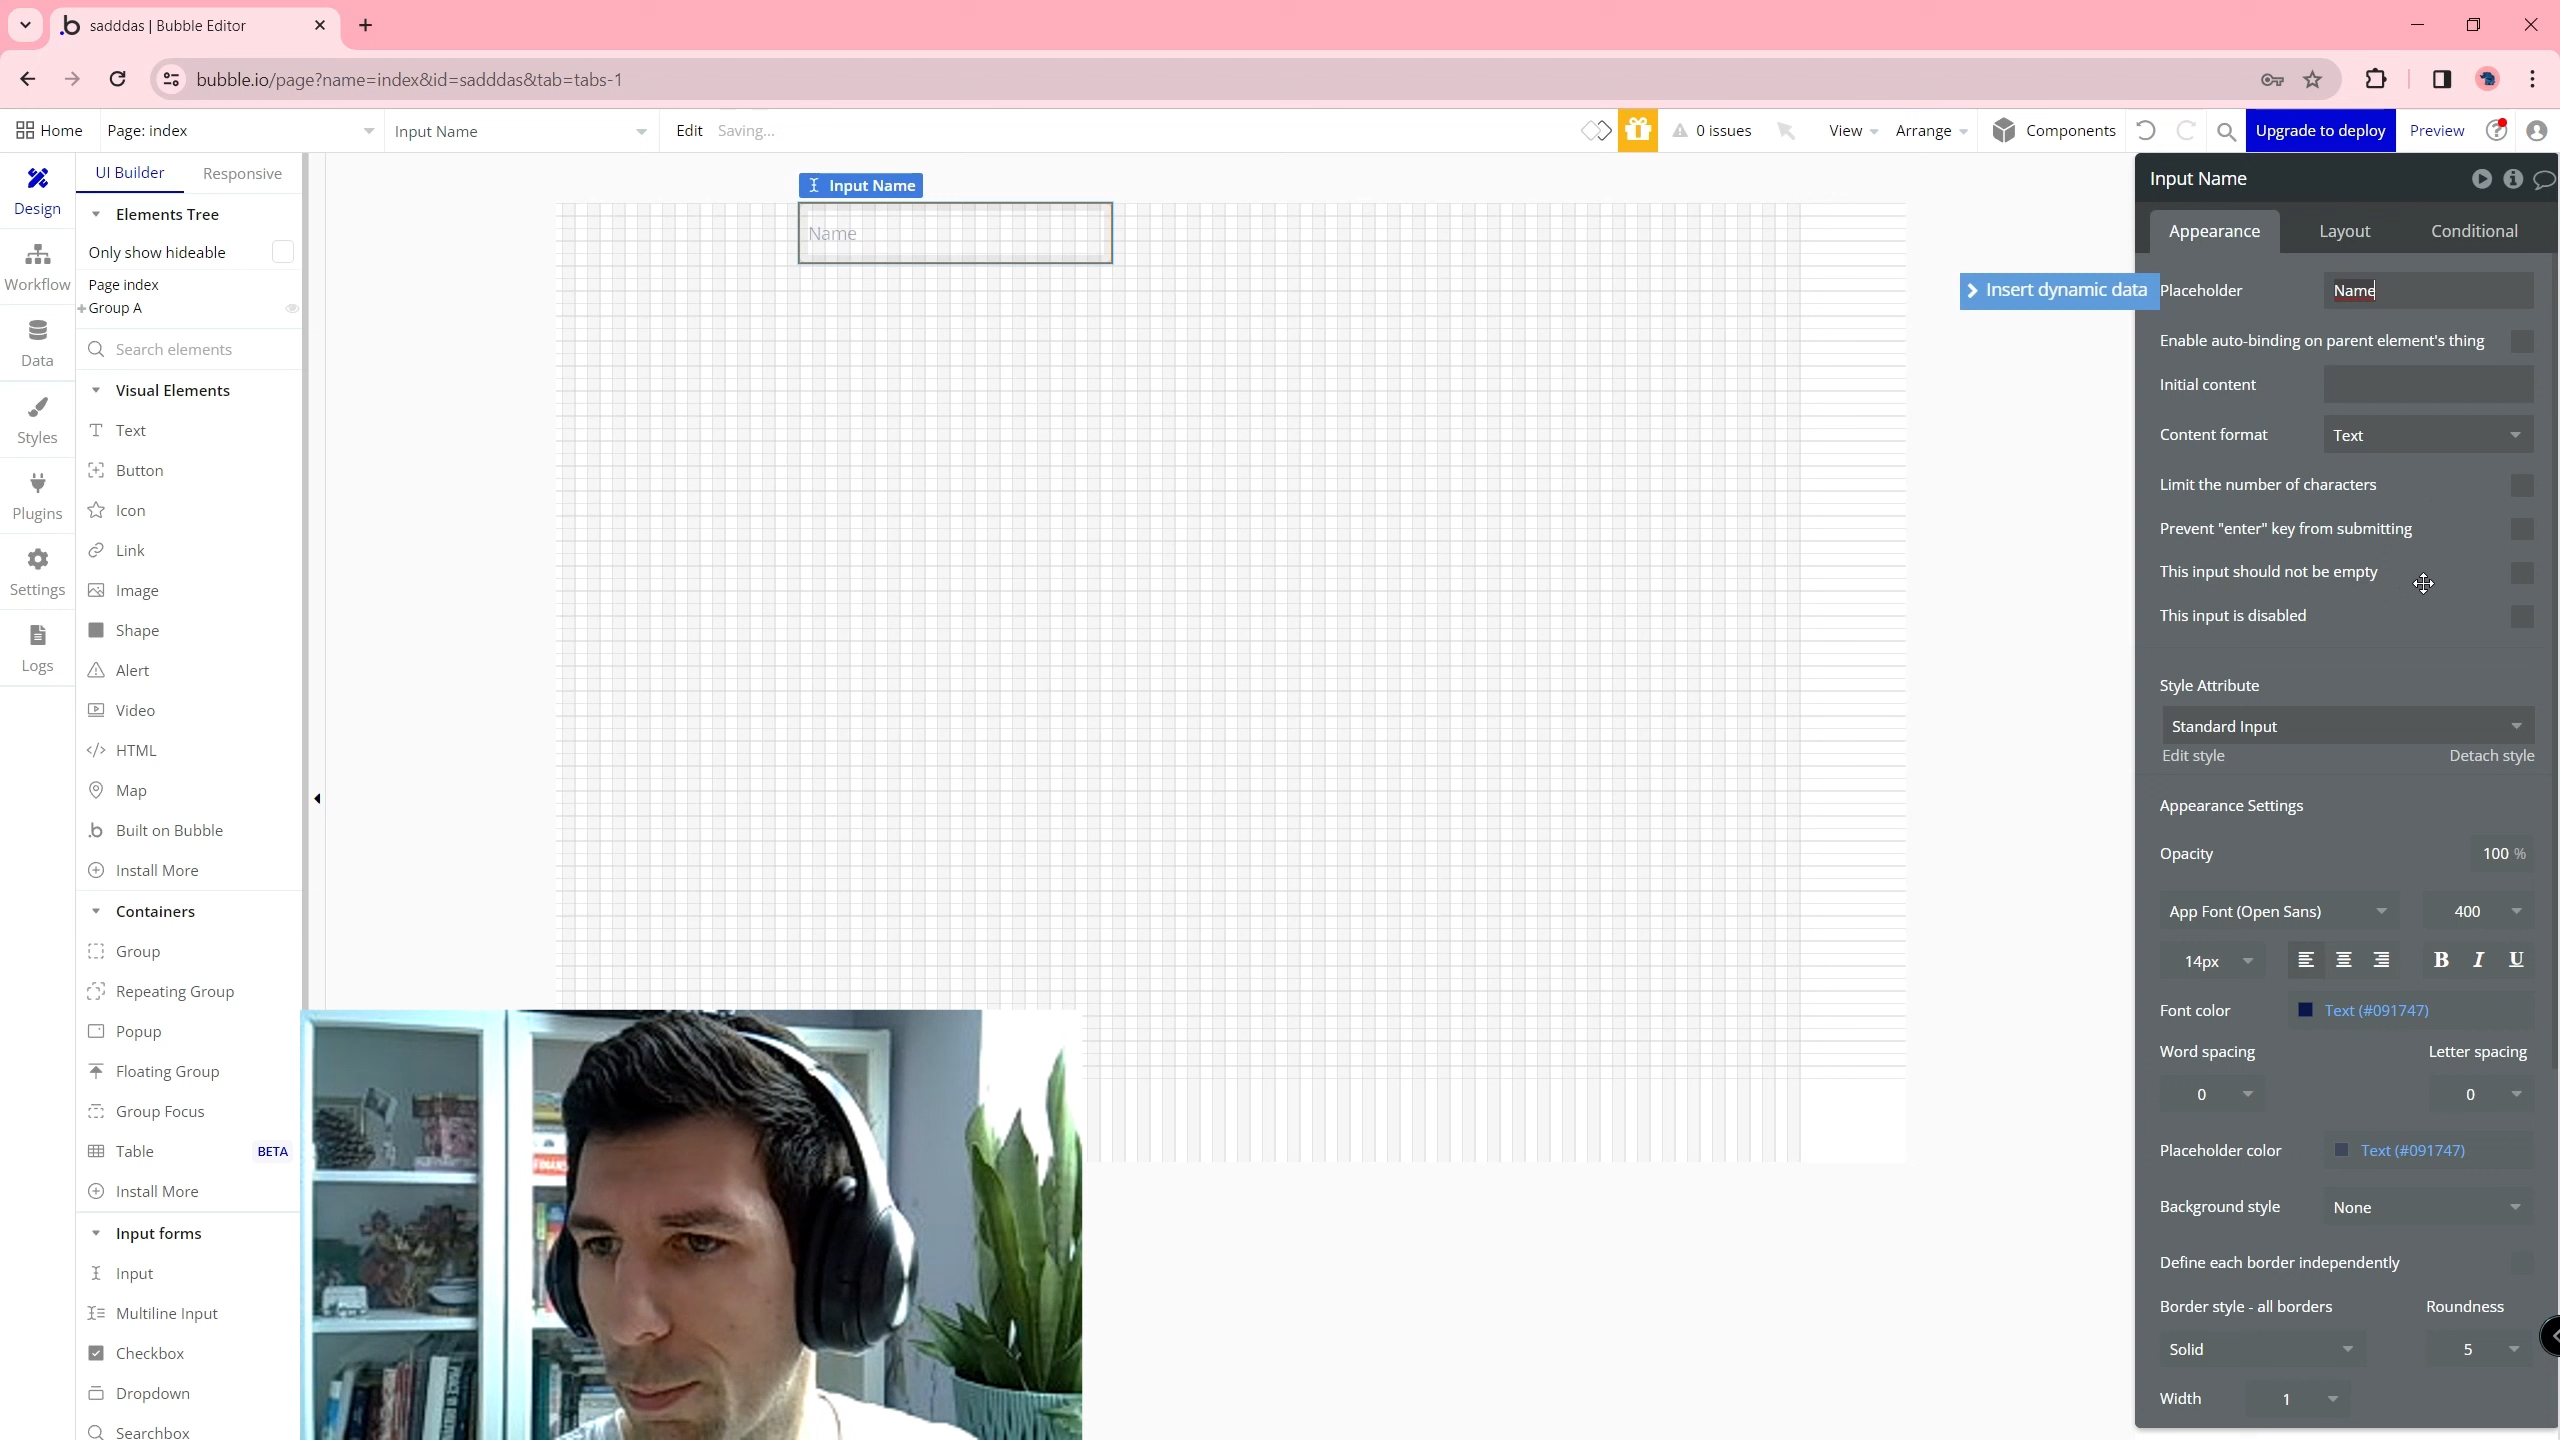 sadddas | Bubble Editor
bubble.io/page?name=index&id=sadddas&tab=tabs-1
Home
Page: index
Input Name
Edit
Saving...
0 issues
View
Arrange
Components
Upgrade to deploy
Preview
Design
Workflow
Data
Styles
Plugins
Settings
Logs
UI Builder
Responsive
Elements Tree
Only show hideable
Page index
Group A
Search elements
Visual Elements
Text
Button
Icon
Link
Image
Shape
Alert
Video
HTML
Map
Built on Bubble
Install More
Containers
Group
Repeating Group
Popup
Floating Group
Group Focus
Table BETA
Install More
Input forms
Input
Multiline Input
Checkbox
Dropdown
Searchbox
Input Name
Name
Insert dynamic data
Input Name
Appearance
Layout
Conditional
Placeholder Name
Enable auto-binding on parent element's thing
Initial content
Content format Text
Limit the number of characters
Prevent "enter" key from submitting
This input should not be empty
This input is disabled
Style Attribute
Standard Input
Edit style Detach style
Appearance Settings
Opacity 100 %
App Font (Open Sans) 400
14px B I U
Font color Text (#091747)
Word spacing Letter spacing
0 0
Placeholder color Text (#091747)
Background style None
Define each border independently
Border style - all borders Roundness
Solid 5
Width 1